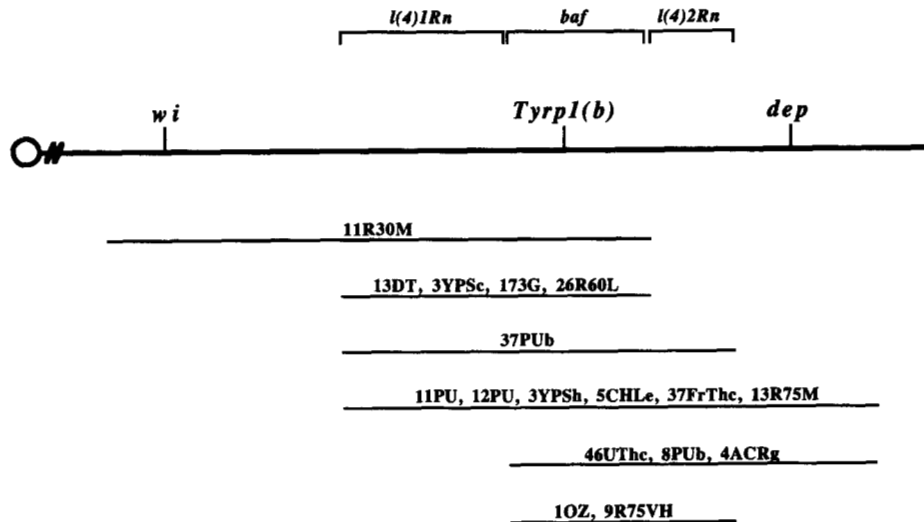 l(4)1Rn baf l(4)2Rn
wi Tyrp1(b) dep
11R30M
13DT, 3YPSc, 173G, 26R60L
37PUb
11PU, 12PU, 3YPSh, 5CHLe, 37FrThc, 13R75M
46UThc, 8PUb, 4ACRg
1OZ, 9R75VH